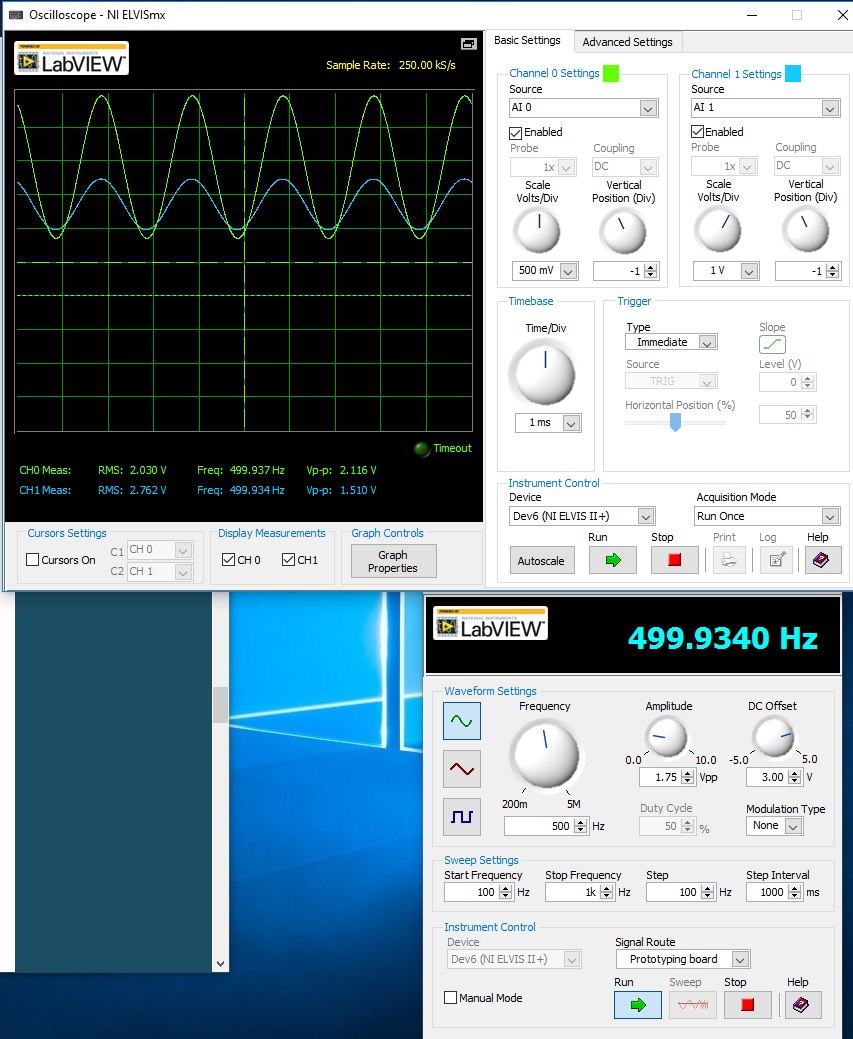 Oscilloscope - NI ELVISmx
POWERED BY
NATIONAL INSTRUMENTS
LabVIEW™
Sample Rate: 250.00 kS/s
Timeout
CH0 Meas: RMS: 2.030 V Freq: 499.937 Hz Vp-p: 2.116 V
CH1 Meas: RMS: 2.762 V Freq: 499.934 Hz Vp-p: 1.510 V
Cursors Settings
Cursors On
C1 CH 0
C2 CH 1
Display Measurements
CH 0 CH1
Graph Controls
Graph
Properties
Basic Settings Advanced Settings
Channel 0 Settings
Source
AI 0
Enabled
Probe Coupling
1x DC
Scale Vertical
Volts/Div Position (Div)
500 mV -1
Channel 1 Settings
Source
AI 1
Enabled
Probe Coupling
1x DC
Scale Vertical
Volts/Div Position (Div)
1 V -1
Timebase
Time/Div
1 ms
Trigger
Type Slope
Immediate
Source Level (V)
TRIG 0
Horizontal Position (%)
50
Instrument Control
Device Acquisition Mode
Dev6 (NI ELVIS II+) Run Once
Run Stop Print Log Help
Autoscale
POWERED BY
NATIONAL INSTRUMENTS
LabVIEW™
499.9340 Hz
Waveform Settings
Frequency Amplitude DC Offset
0.0 10.0 -5.0 5.0
1.75 Vpp 3.00 V
200m 5M
500 Hz
Duty Cycle Modulation Type
50 % None
Sweep Settings
Start Frequency Stop Frequency Step Step Interval
100 Hz 1k Hz 100 Hz 1000 ms
Instrument Control
Device Signal Route
Dev6 (NI ELVIS II+) Prototyping board
Run Sweep Stop Help
Manual Mode